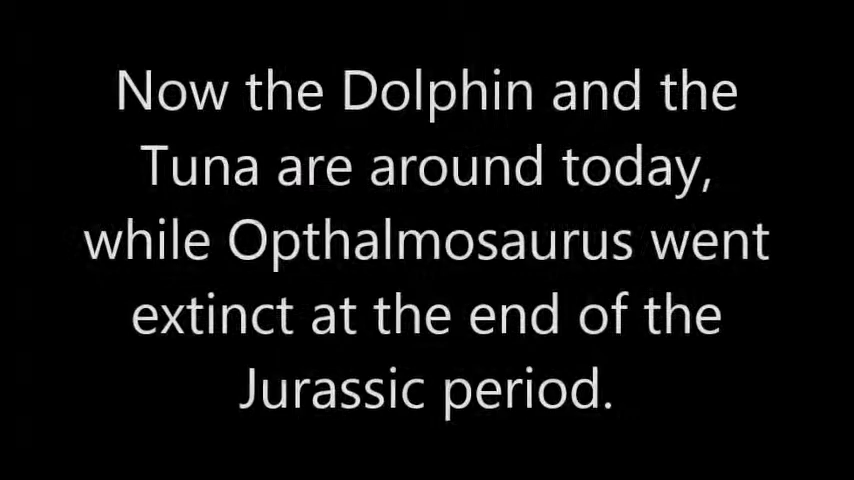 Now the Dolphin and the
Tuna are around today,
while Opthalmosaurus went
extinct at the end of the
Jurassic period.